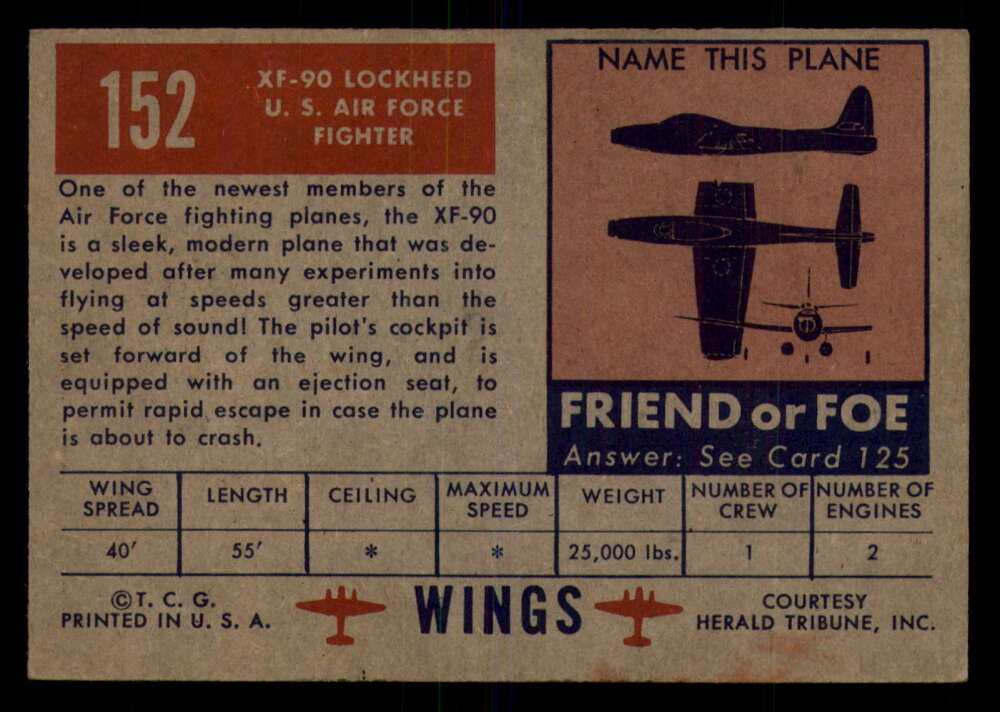 152
XF-90 LOCKHEED
U. S. AIR FORCE
FIGHTER
One of the newest members of the
Air Force fighting planes, the XF-90
is a sleek, modern plane that was de-
veloped after many experiments into
flying at speeds greater than the
speed of sound! The pilot's cockpit is
set forward of the wing, and is
equipped with an ejection seat, to
permit rapid escape in case the plane
is about to crash.
NAME THIS PLANE
FRIEND or FOE
Answer: See Card 125
WING SPREAD LENGTH CEILING MAXIMUM SPEED WEIGHT NUMBER OF CREW NUMBER OF ENGINES
40' 55' * * 25,000 lbs. 1 2
©T. C. G.
PRINTED IN U. S. A.
WINGS
COURTESY
HERALD TRIBUNE, INC.